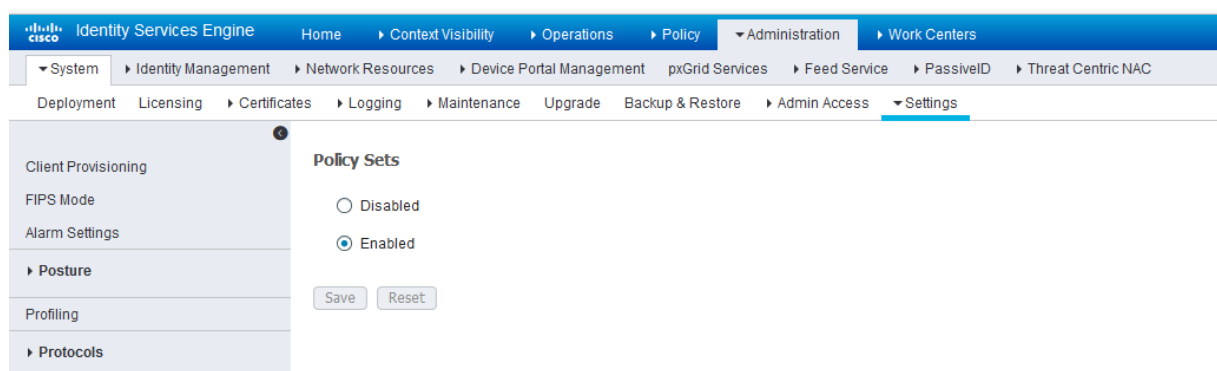 cisco Identity Services Engine Home Context Visibility Operations Policy Administration Work Centers
System Identity Management Network Resources Device Portal Management pxGrid Services Feed Service PassiveID Threat Centric NAC
Deployment Licensing Certificates Logging Maintenance Upgrade Backup & Restore Admin Access Settings
Client Provisioning
FIPS Mode
Alarm Settings
Posture
Profiling
Protocols
Policy Sets
Disabled
Enabled
Save Reset